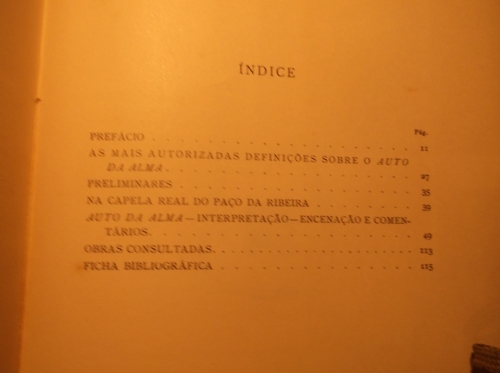 ÍNDICE
Pág.
PREFÁCIO . . . . . . . . . . . . . . . . . 11
AS MAIS AUTORIZADAS DEFINIÇÕES SOBRE O AUTO
DA ALMA . . . . . . . . . . . . . . . . . 27
PRELIMINARES . . . . . . . . . . . . . . . 35
NA CAPELA REAL DO PAÇO DA RIBEIRA . . . . . . . 39
AUTO DA ALMA — INTERPRETAÇÃO — ENCENAÇÃO E COMEN-
TÁRIOS. . . . . . . . . . . . . . . . . . 49
OBRAS CONSULTADAS. . . . . . . . . . . . . 113
FICHA BIBLIOGRÁFICA . . . . . . . . . . . . 115